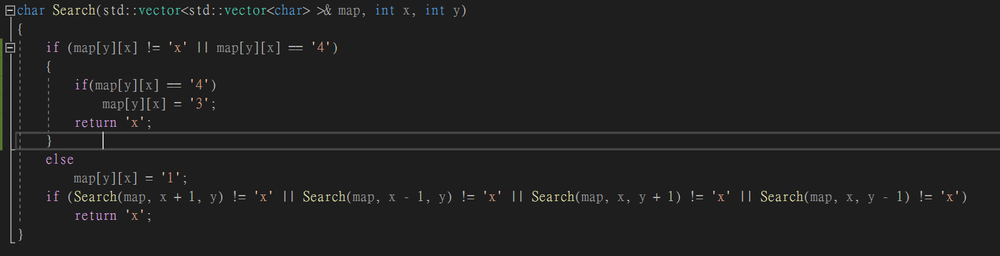 char Search(std::vector<std::vector<char> >& map, int x, int y)
{
if (map[y][x] != 'x' || map[y][x] == '4')
{
if(map[y][x] == '4')
map[y][x] = '3';
return 'x';
}
else
map[y][x] = '1';
if (Search(map, x + 1, y) != 'x' || Search(map, x - 1, y) != 'x' || Search(map, x, y + 1) != 'x' || Search(map, x, y - 1) != 'x')
return 'x';
}